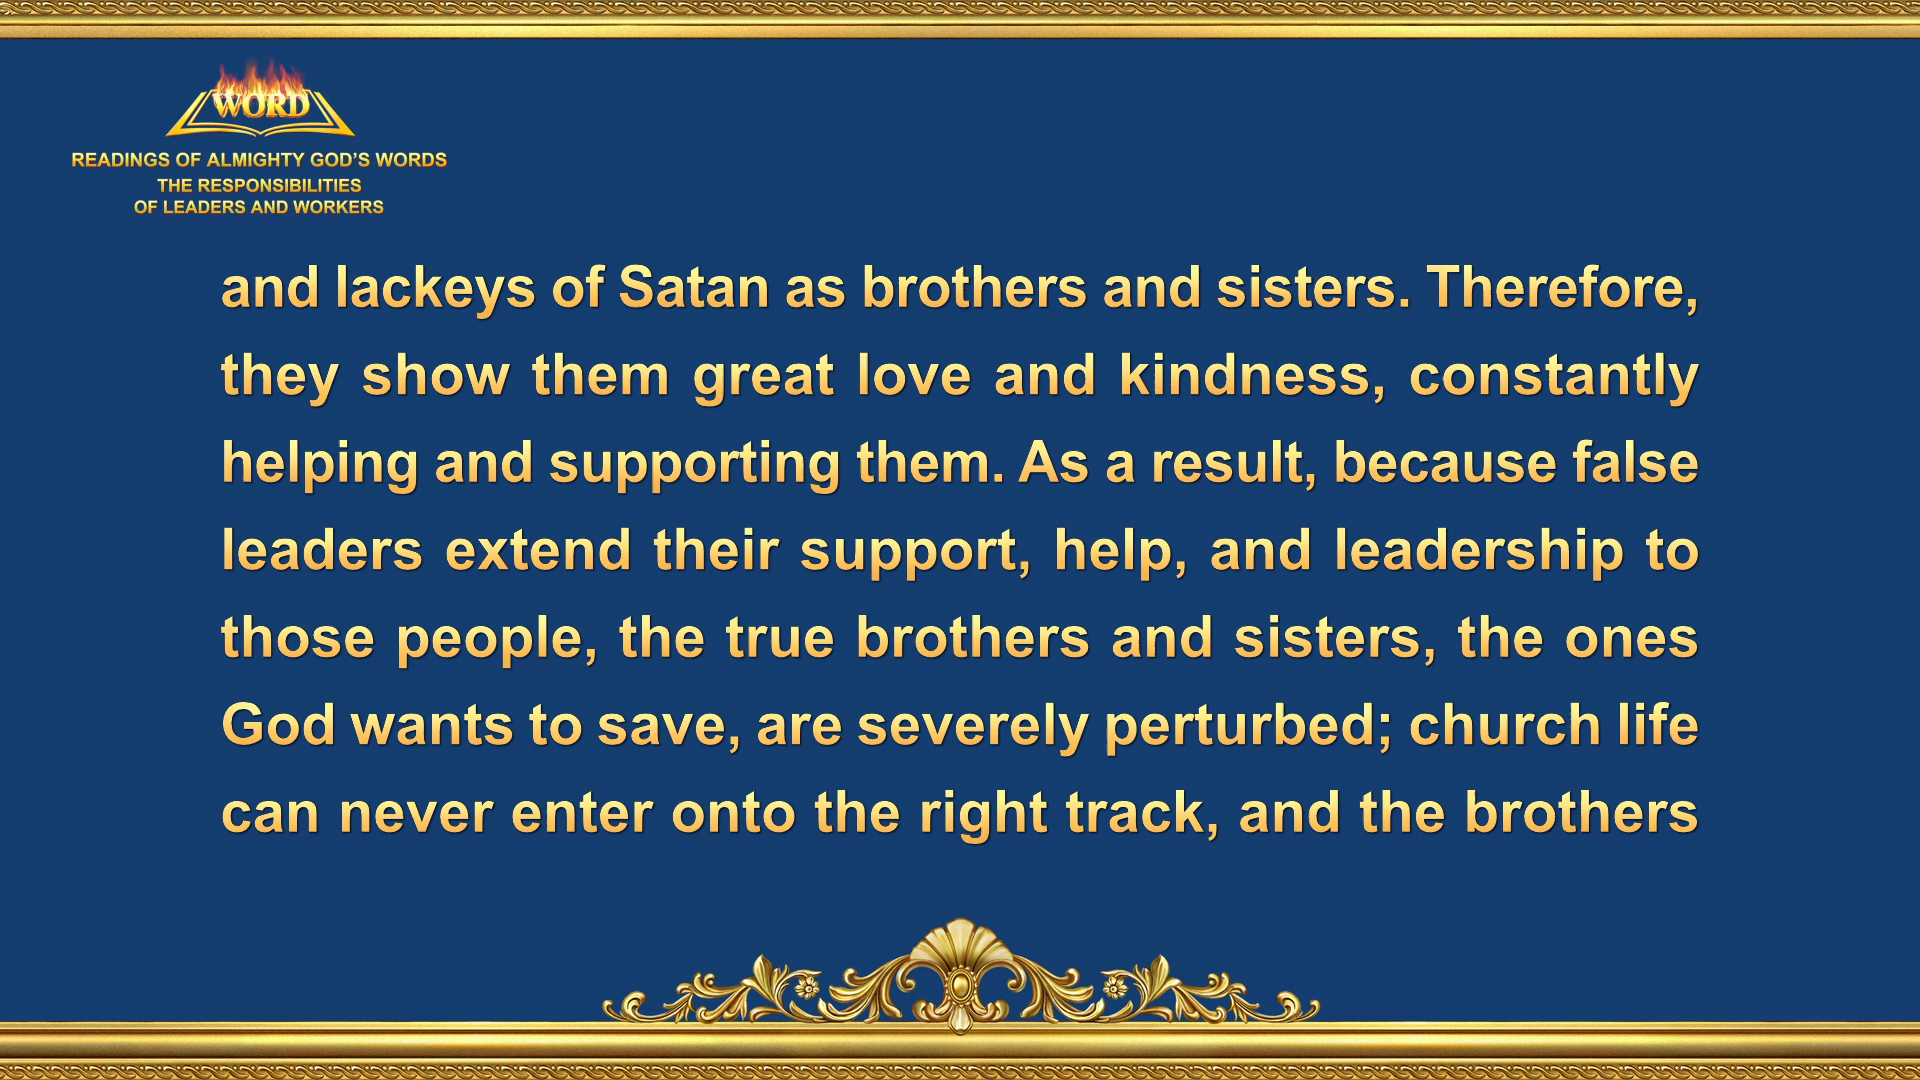 WORD
READINGS OF ALMIGHTY GOD'S WORDS
THE RESPONSIBILITIES
OF LEADERS AND WORKERS
and lackeys of Satan as brothers and sisters. Therefore,
they show them great love and kindness, constantly
helping and supporting them. As a result, because false
leaders extend their support, help, and leadership to
those people, the true brothers and sisters, the ones
God wants to save, are severely perturbed; church life
can never enter onto the right track, and the brothers